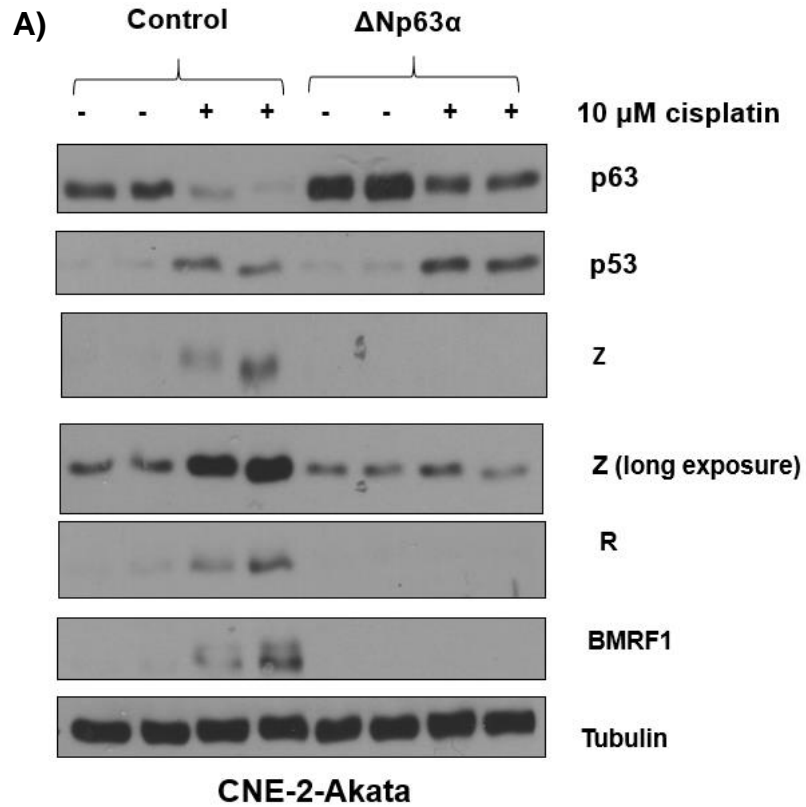 A)
Control ΔNp63α
- - + + - - + + 10 µM cisplatin
p63
p53
Z
Z (long exposure)
R
BMRF1
Tubulin
CNE-2-Akata